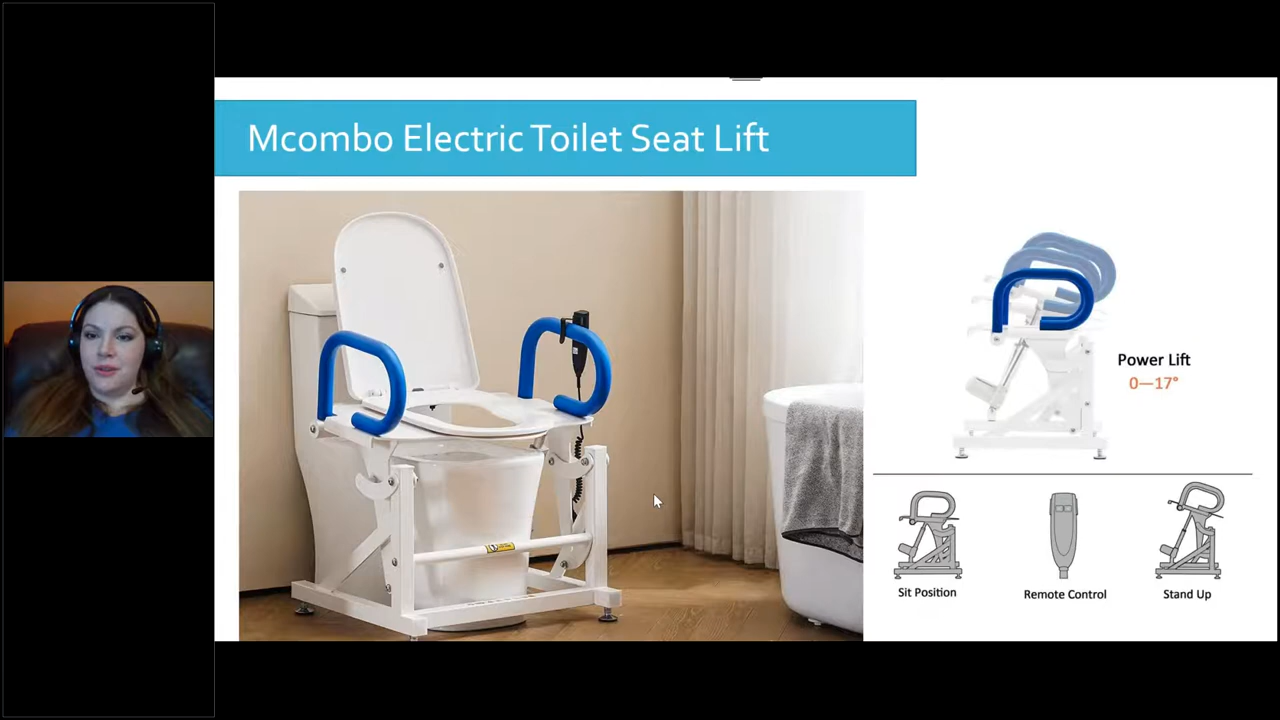 Mcombo Electric Toilet Seat Lift
Power Lift
0—17°
Sit Position
Remote Control
Stand Up